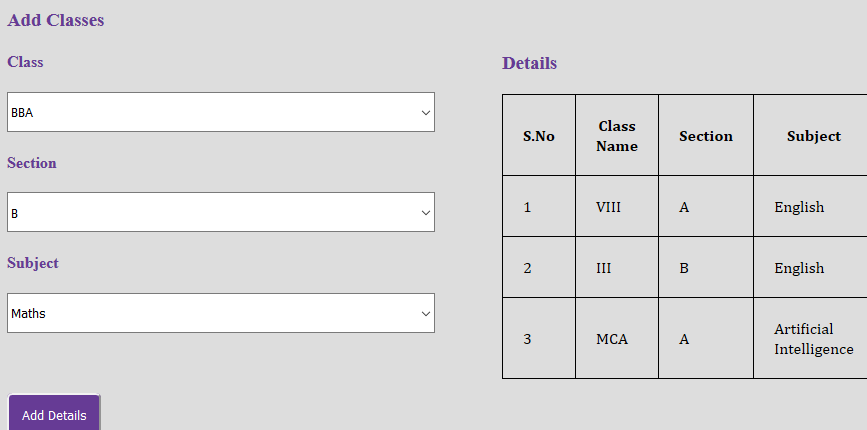 Add Classes
Class
BBA
Section
B
Subject
Maths
Add Details
Details
S.No Class Name Section Subject
1 VIII A English
2 III B English
3 MCA A Artificial Intelligence